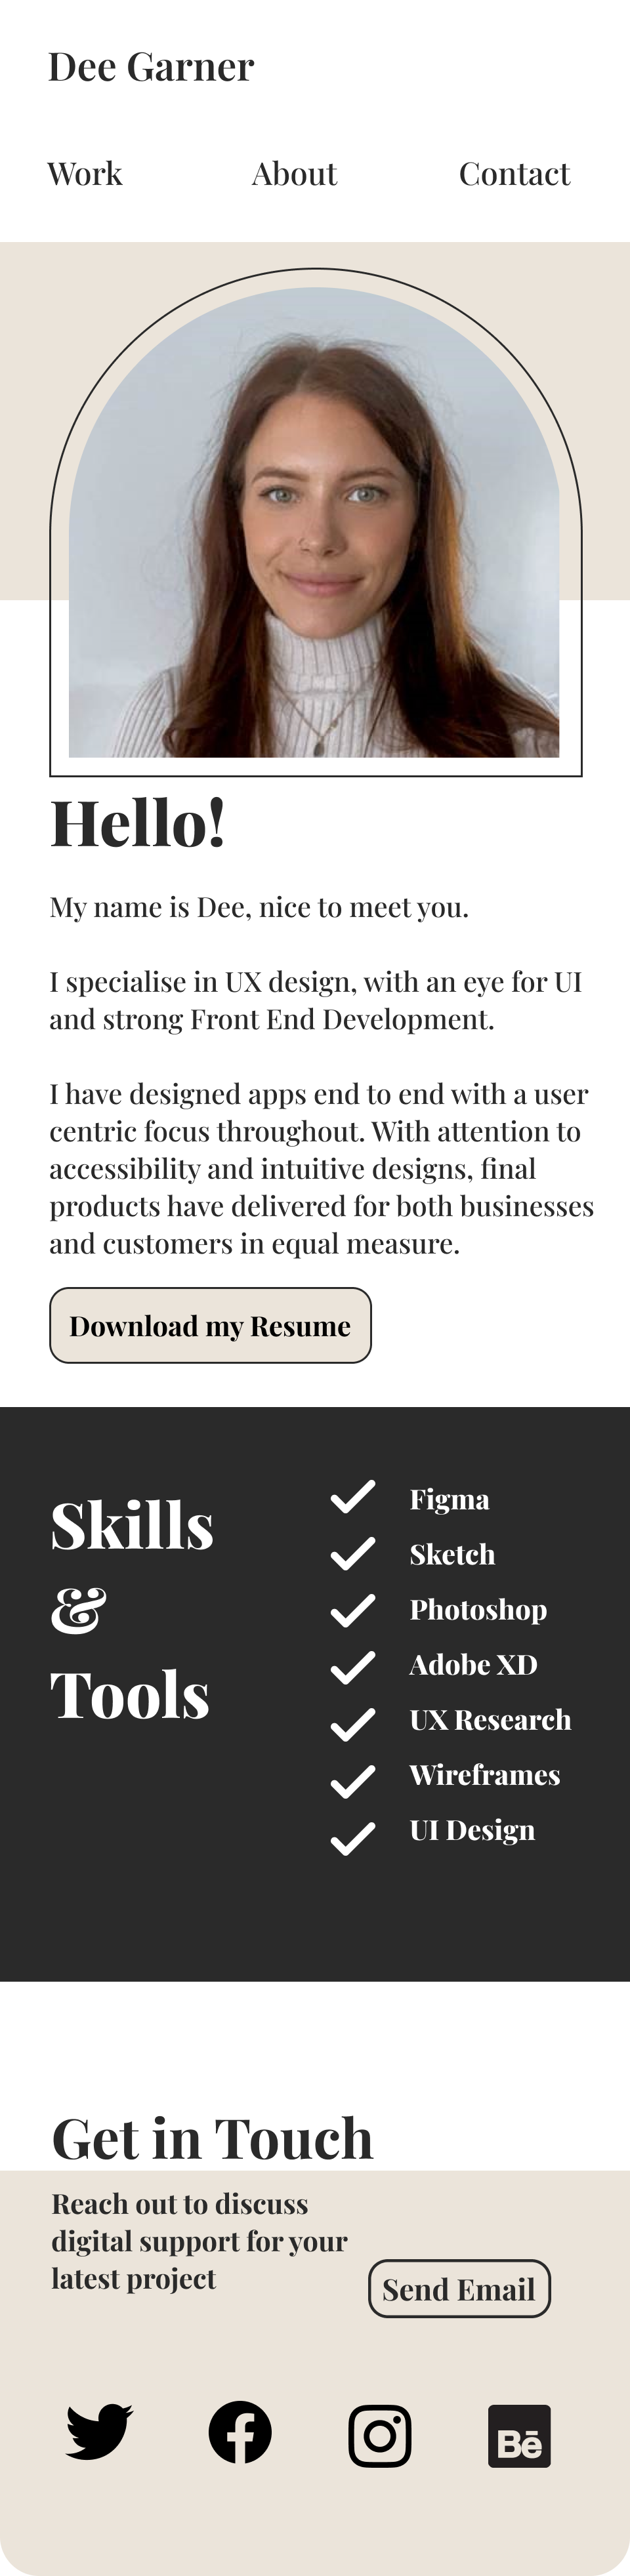 Dee Garner
Work About Contact
Hello!
My name is Dee, nice to meet you.
I specialise in UX design, with an eye for UI
and strong Front End Development.
I have designed apps end to end with a user
centric focus throughout. With attention to
accessibility and intuitive designs, final
products have delivered for both businesses
and customers in equal measure.
Download my Resume
Skills
&
Tools
Figma
Sketch
Photoshop
Adobe XD
UX Research
Wireframes
UI Design
Get in Touch
Reach out to discuss
digital support for your
latest project
Send Email
Bē